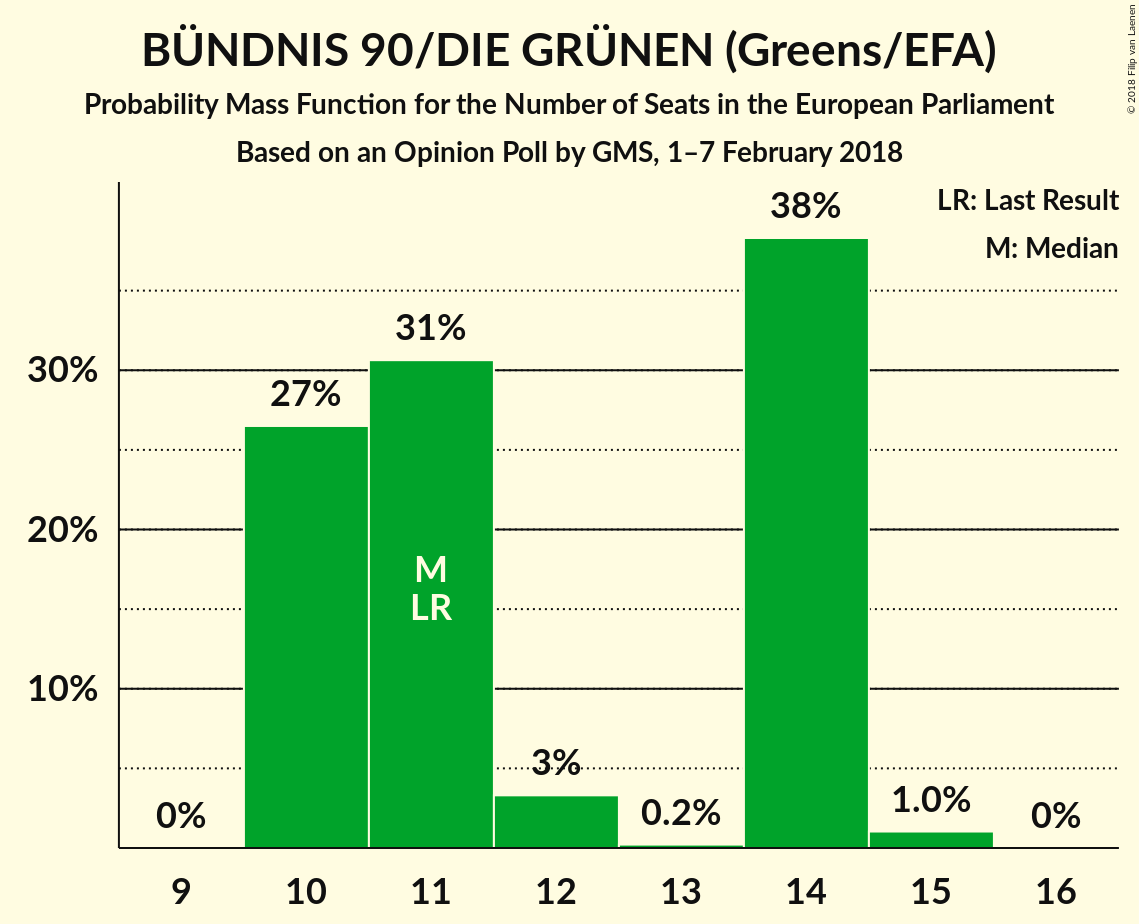 BÜNDNIS 90/DIE GRÜNEN (Greens/EFA)
Probability Mass Function for the Number of Seats in the European Parliament
Based on an Opinion Poll by GMS, 1–7 February 2018
© 2018 Filip van Laenen
LR: Last Result
M: Median
30%
20%
10%
0%
27%
31%
3%
0.2%
38%
1.0%
0%
M
LR
9 10 11 12 13 14 15 16